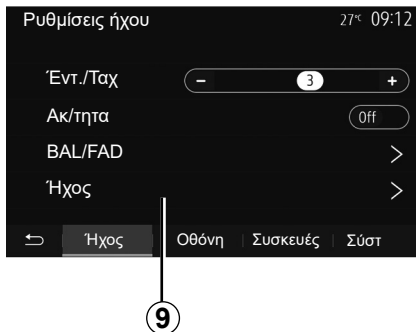 Ρυθμίσεις ήχου 27°C 09:12
Έντ./Ταχ - 3 +
Ακ/τητα Off
BAL/FAD >
Ήχος >
Ήχος Οθόνη Συσκευές Σύστ
9